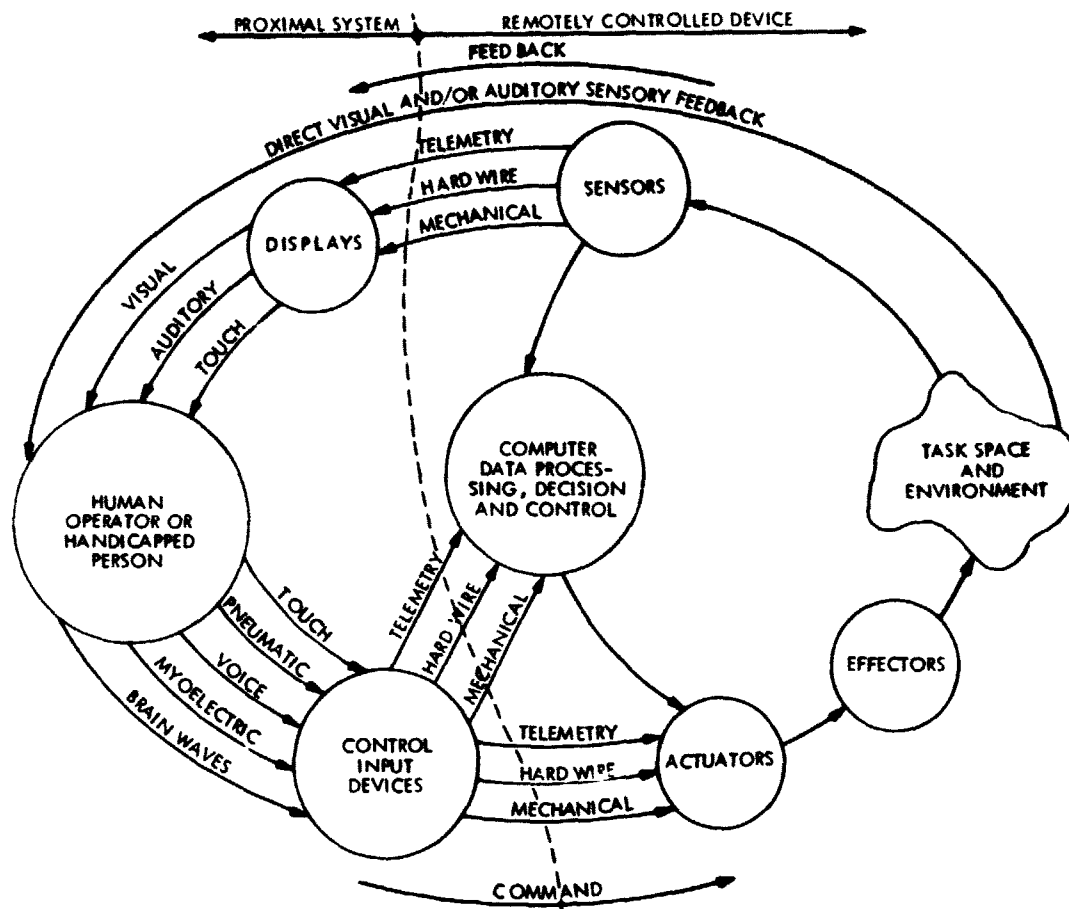 PROXIMAL SYSTEM
REMOTELY CONTROLLED DEVICE
FEEDBACK
DIRECT VISUAL AND/OR AUDITORY SENSORY FEEDBACK
TELEMETRY
HARD WIRE
MECHANICAL
SENSORS
DISPLAYS
VISUAL
AUDITORY
TOUCH
COMPUTER
DATA PROCES-
SING, DECISION
AND CONTROL
TASK SPACE
AND
ENVIRONMENT
HUMAN
OPERATOR OR
HANDICAPPED
PERSON
TOUCH
PNEUMATIC
VOICE
MYOELECTRIC
BRAIN WAVES
TELEMETRY
HARD WIRE
MECHANICAL
EFFECTORS
CONTROL
INPUT
DEVICES
TELEMETRY
HARD WIRE
MECHANICAL
ACTUATORS
COMMAND